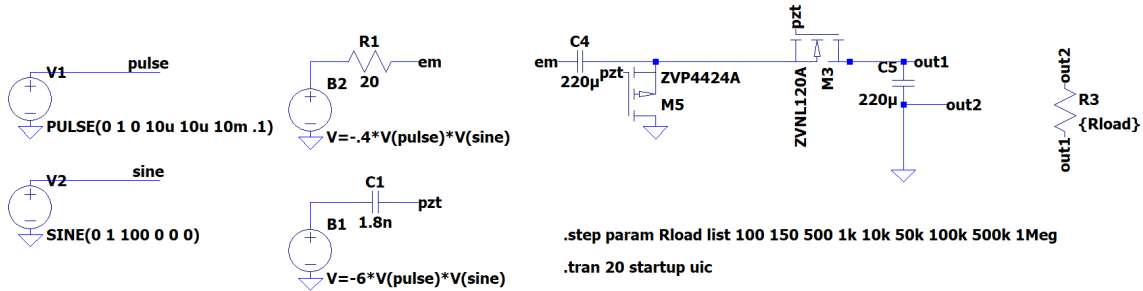 V1
pulse
PULSE(0 1 0 10u 10u 10m .1)
V2
sine
SINE(0 1 100 0 0 0)
R1
20
em
B2
V=-.4*V(pulse)*V(sine)
C1
1.8n
pzt
B1
V=-6*V(pulse)*V(sine)
C4
em
220µ
pzt
ZVP4424A
M5
pzt
ZVNL120A
M3
C5
220µ
out1
out2
out2
R3
{Rload}
out1
.step param Rload list 100 150 500 1k 10k 50k 100k 500k 1Meg
.tran 20 startup uic